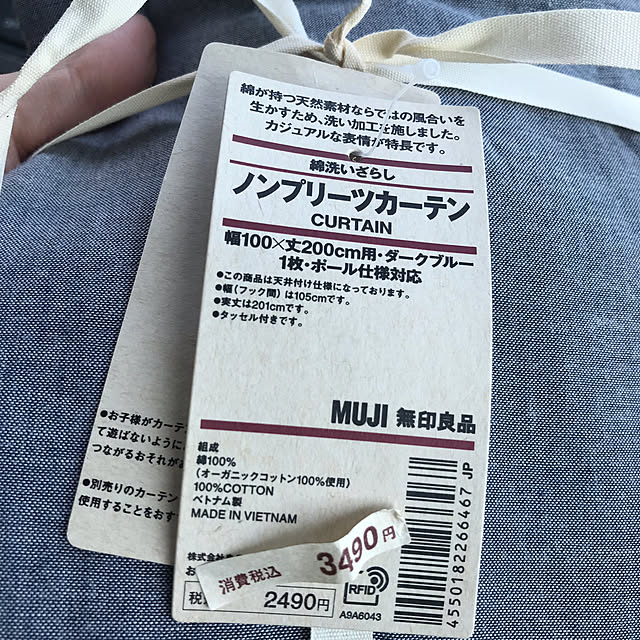 綿が持つ天然素材ならではの風合いを
生かすため、洗い加工を施しました。
カジュアルな表情が特長です。
綿洗いざらし
ノンプリーツカーテン
CURTAIN
幅100×丈200cm用・ダークブルー
1枚・ポール仕様対応
●この商品は天井付け仕様になっております。
●幅(フック間)は105cmです。
●実丈は201cmです。
●タッセル付きです。
MUJI 無印良品
組成
綿100%
(オーガニックコットン100%使用)
100%COTTON
ベトナム製
MADE IN VIETNAM
株式会社
お
消費税込 3490円
税
2490円
RFID
A9A6043
4550182266467 JP
●お子様がカーテ
て遊ばないように
つながるおそれが
●別売りのカーテン
使用することをおす